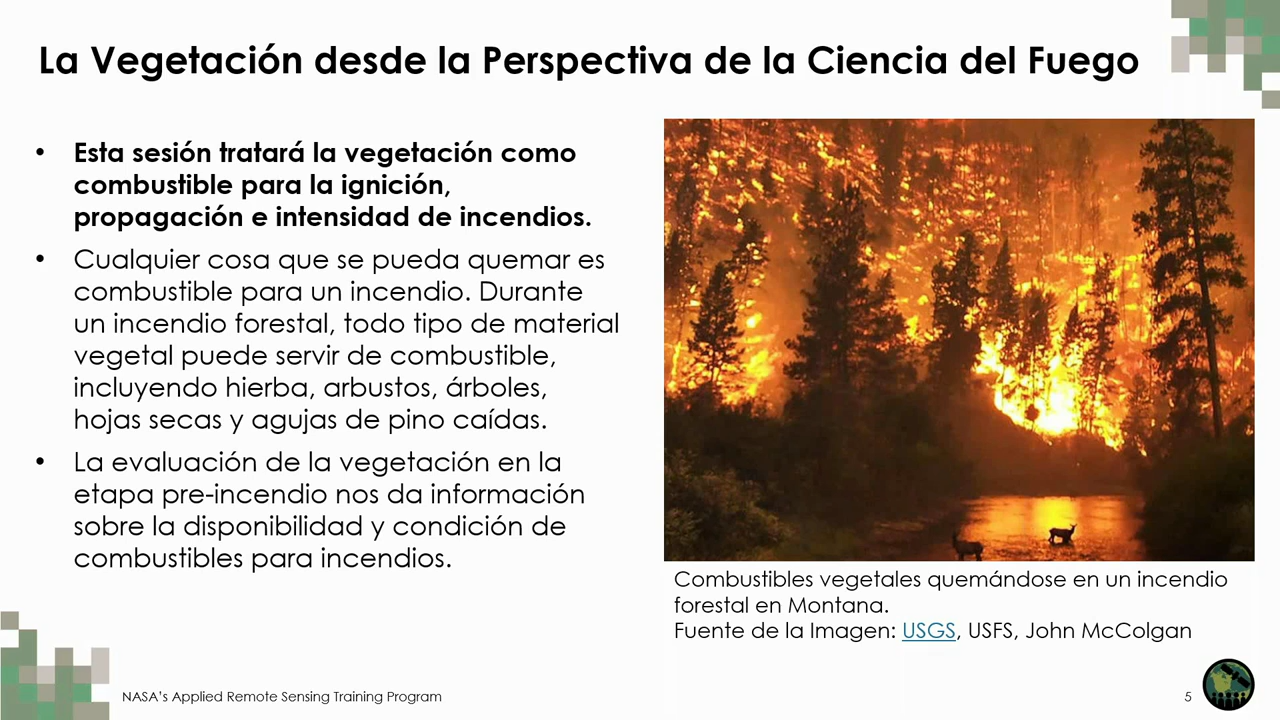 La Vegetación desde la Perspectiva de la Ciencia del Fuego
• Esta sesión tratará la vegetación como
combustible para la ignición,
propagación e intensidad de incendios.
• Cualquier cosa que se pueda quemar es
combustible para un incendio. Durante
un incendio forestal, todo tipo de material
vegetal puede servir de combustible,
incluyendo hierba, arbustos, árboles,
hojas secas y agujas de pino caídas.
• La evaluación de la vegetación en la
etapa pre-incendio nos da información
sobre la disponibilidad y condición de
combustibles para incendios.
Combustibles vegetales quemándose en un incendio
forestal en Montana.
Fuente de la Imagen: USGS, USFS, John McColgan
NASA’s Applied Remote Sensing Training Program
5